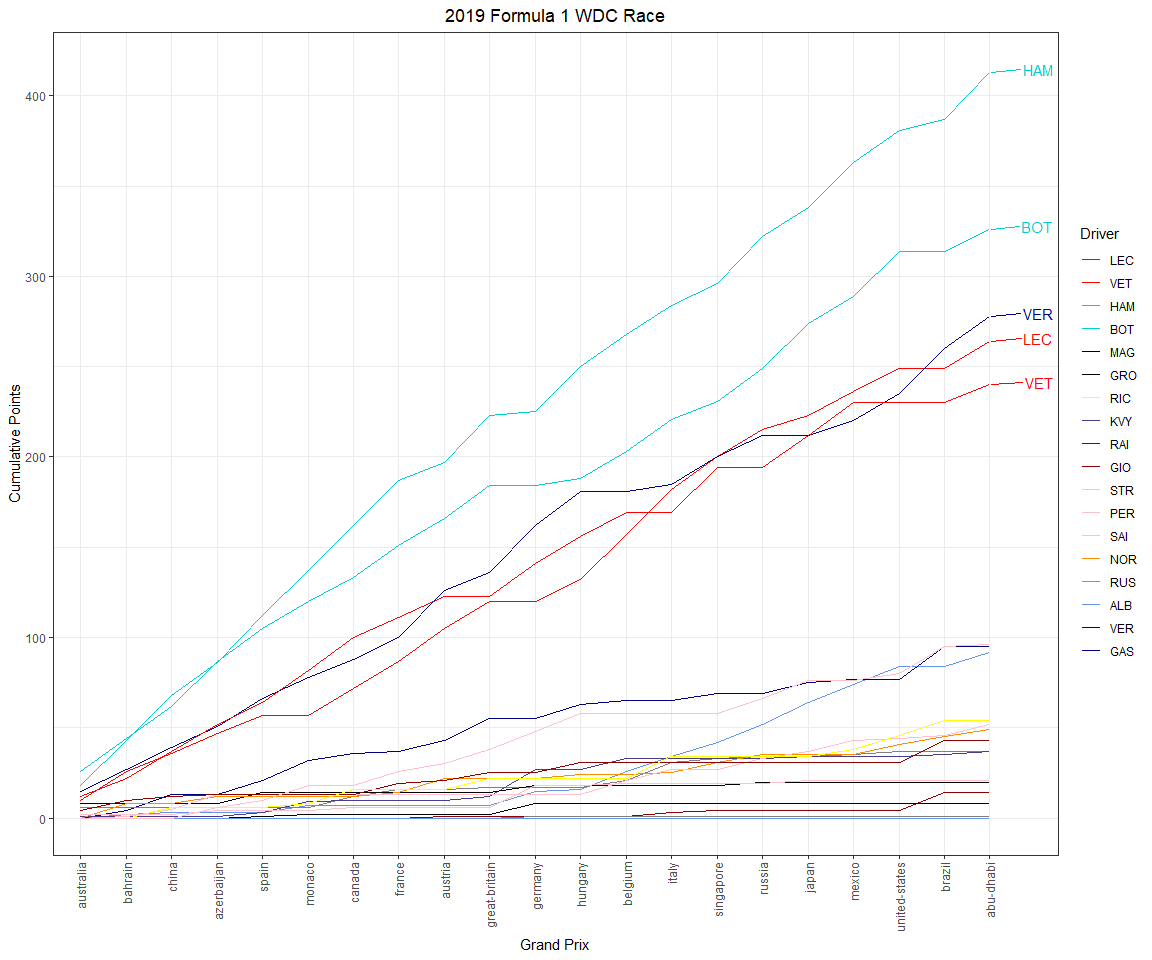 2019 Formula 1 WDC Race
Cumulative Points
400
300
200
100
0
HAM
BOT
VER
LEC
VET
australia
bahrain
china
azerbaijan
spain
monaco
canada
france
austria
great-britain
germany
hungary
belgium
italy
singapore
russia
japan
mexico
united-states
brazil
abu-dhabi
Grand Prix
Driver
LEC
VET
HAM
BOT
MAG
GRO
RIC
KVY
RAI
GIO
STR
PER
SAI
NOR
RUS
ALB
VER
GAS